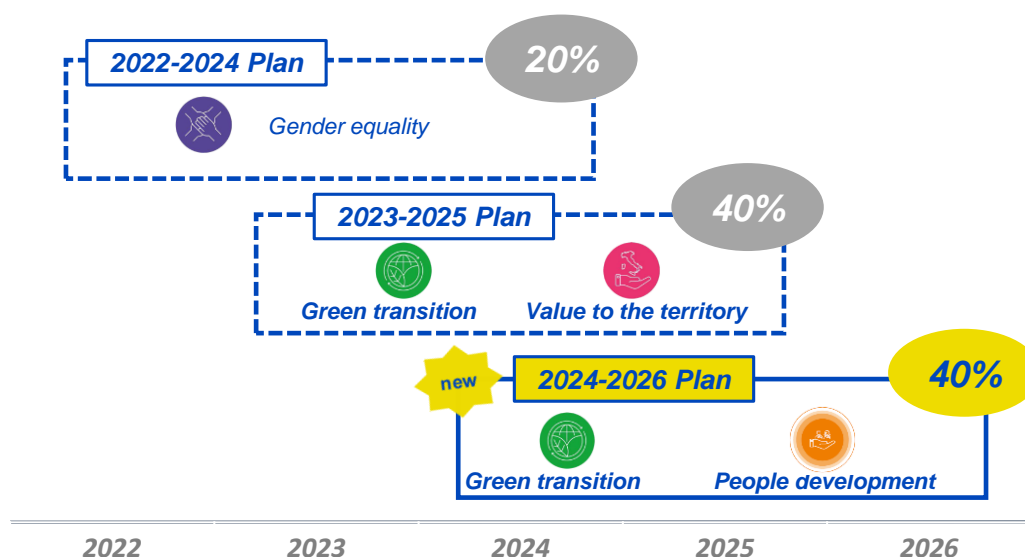 2022-2024 Plan
20%
Gender equality
2023-2025 Plan
40%
Green transition
Value to the territory
new
2024-2026 Plan
40%
Green transition
People development
2022
2023
2024
2025
2026